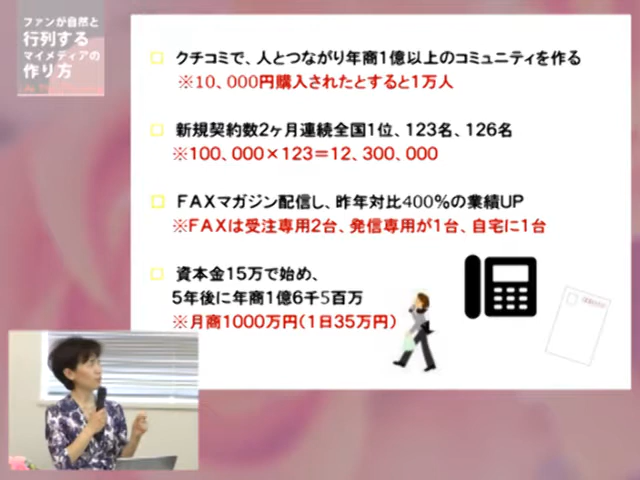 ファンが自然と
行列する
マイメディアの
作り方
クチコミで、人とつながり年商1億以上のコミュニティを作る
※10、000円購入されたとすると1万人
新規契約数2ヶ月連続全国1位、123名、126名
※100、000×123＝12、300、000
FAXマガジン配信し、昨年対比400％の業績UP
※FAXは受注専用2台、発信専用が1台、自宅に1台
資本金15万で始め、
5年後に年商1億6千5百万
※月商1000万円(1日35万円)